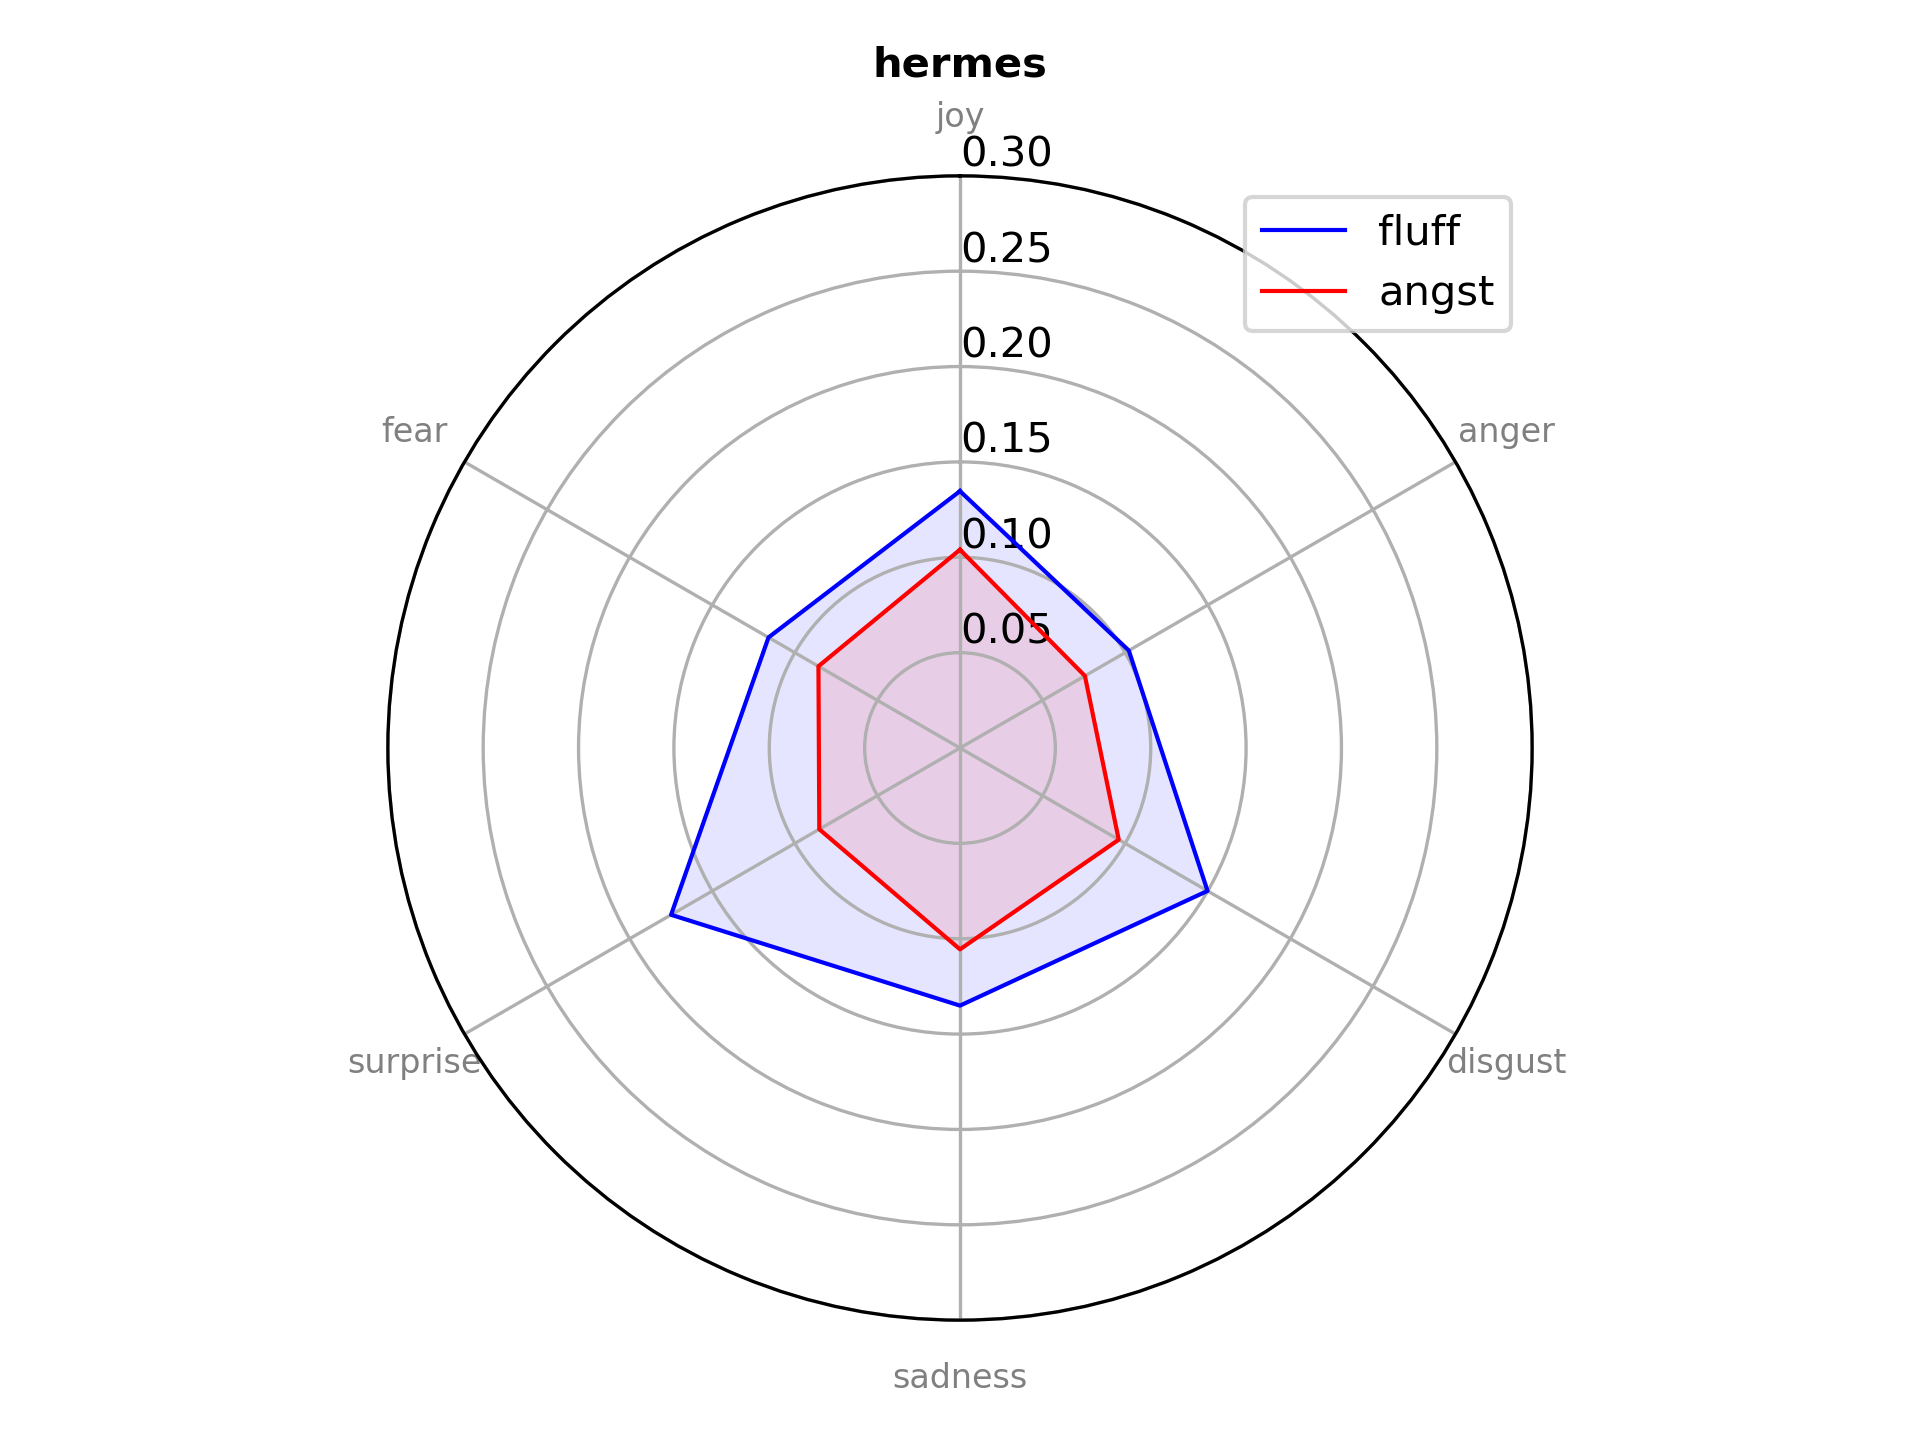 hermes
joy
0.30
fluff
0.25
angst
0.20
fear
0.15
anger
0.10
0.05
surprise
disgust
sadness